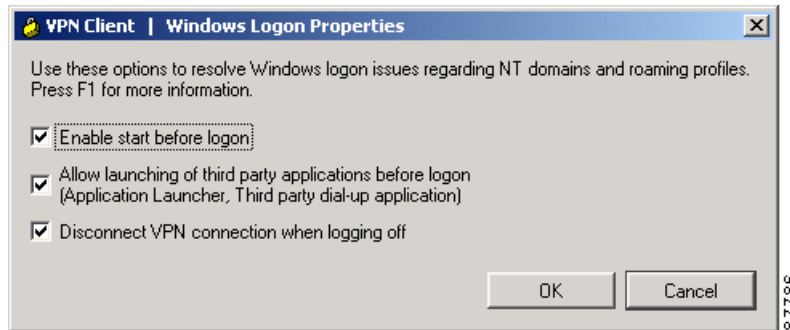 VPN Client | Windows Logon Properties
Use these options to resolve Windows logon issues regarding NT domains and roaming profiles.
Press F1 for more information.
Enable start before logon
Allow launching of third party applications before logon
(Application Launcher, Third party dial-up application)
Disconnect VPN connection when logging off
OK
Cancel